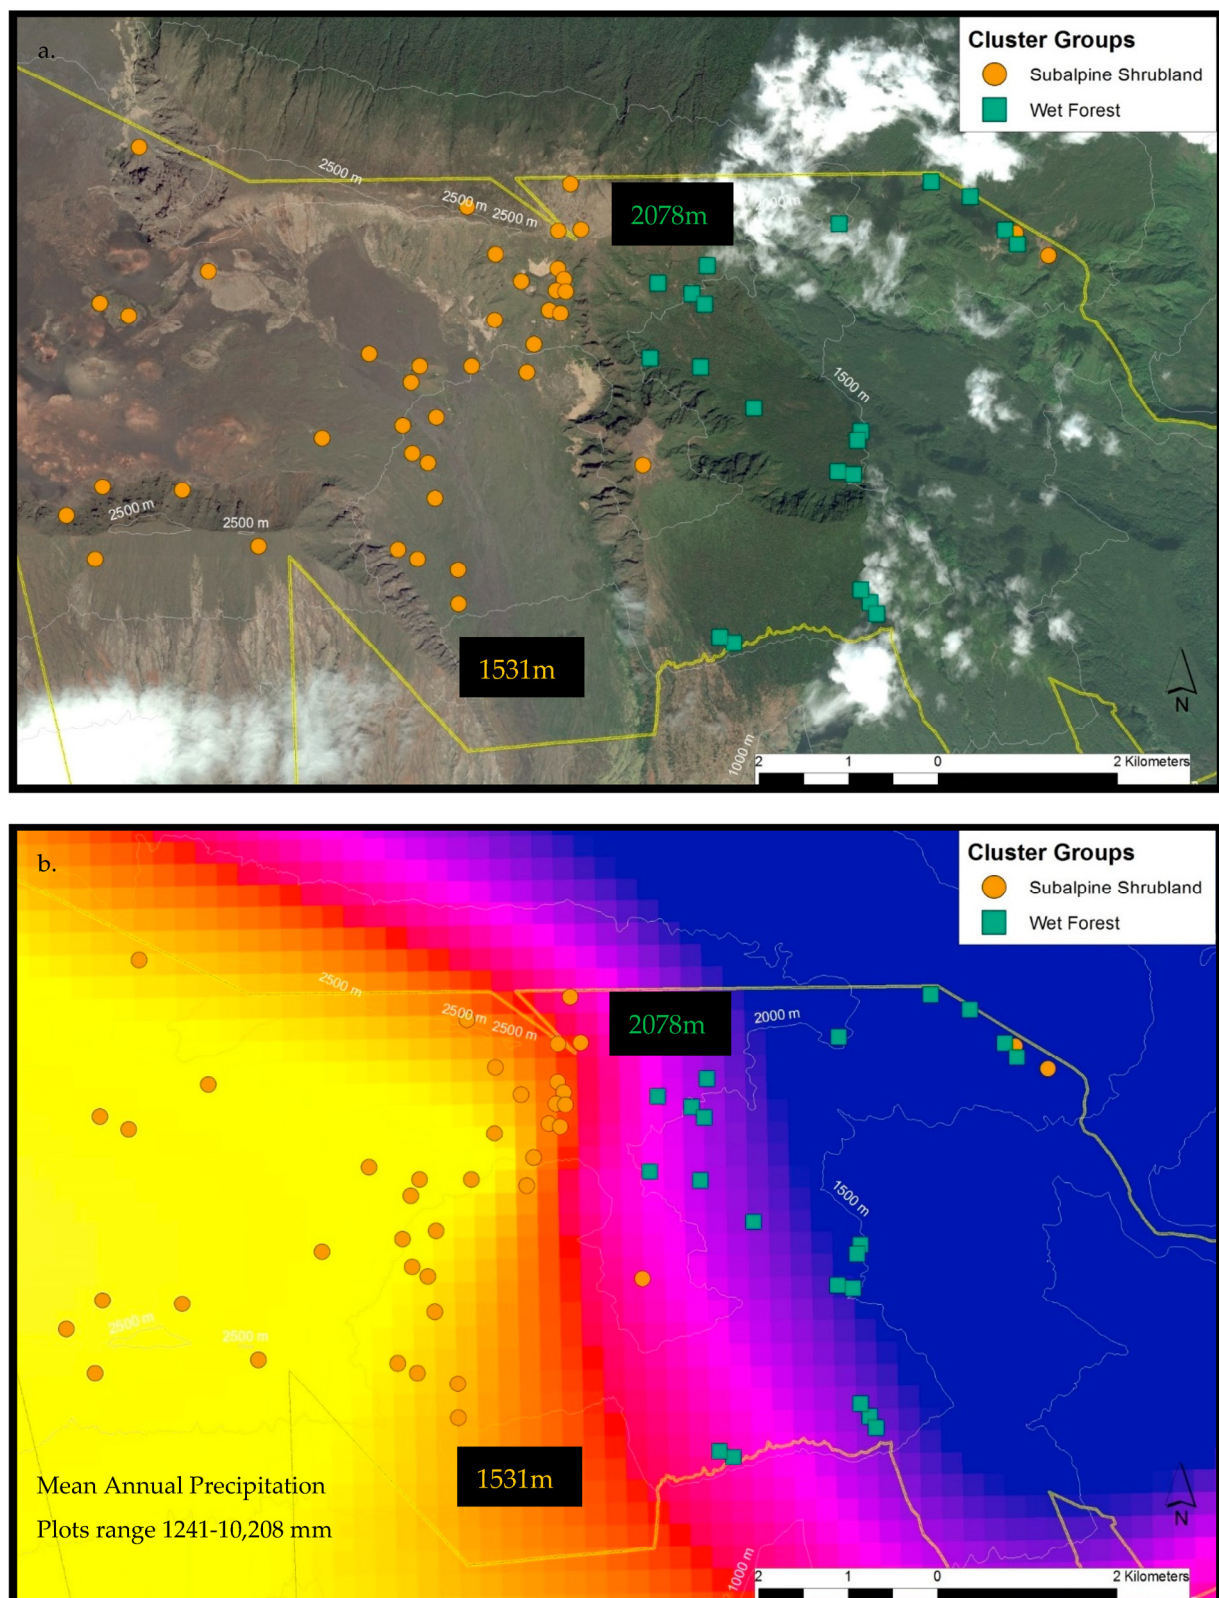 a.
Cluster Groups
Subalpine Shrubland
Wet Forest
2500 m
2500 m
2500 m
2078m
1500 m
2500 m
2500 m
1531m
1000 m
N
2 1 0 2 Kilometers
b.
Cluster Groups
Subalpine Shrubland
Wet Forest
2500 m
2500 m
2500 m
2078m
2000 m
1500 m
2500 m
2500 m
1531m
Mean Annual Precipitation
Plots range 1241-10,208 mm
1000 m
N
2 1 0 2 Kilometers